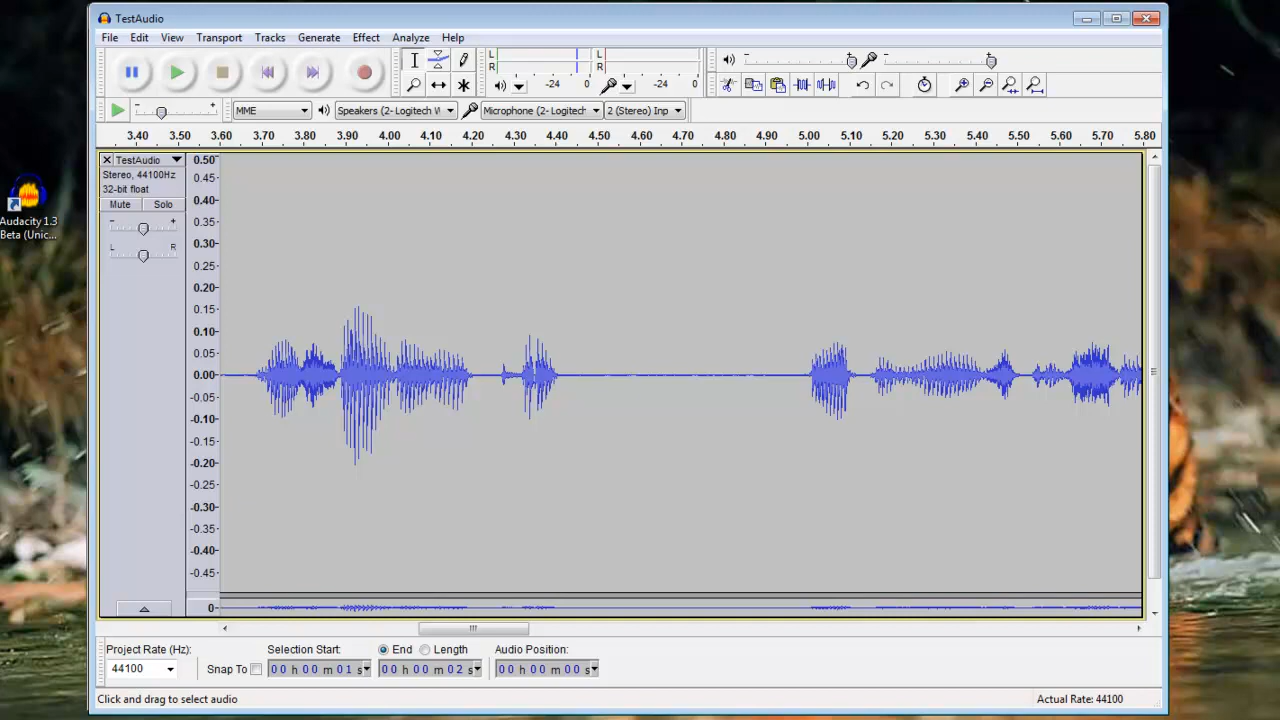 TestAudio
File Edit View Transport Tracks Generate Effect Analyze Help
L
R
-24 0
L
R
-24 0
MME
Speakers (2- Logitech
Microphone (2- Logitech
2 (Stereo) Inp
3.40 3.50 3.60 3.70 3.80 3.90 4.00 4.10 4.20 4.30 4.40 4.50 4.60 4.70 4.80 4.90 5.00 5.10 5.20 5.30 5.40 5.50 5.60 5.70 5.80
TestAudio
Stereo, 44100Hz
32-bit float
Mute Solo
- +
L R
0.50
0.45
0.40
0.35
0.30
0.25
0.20
0.15
0.10
0.05
0.00
-0.05
-0.10
-0.15
-0.20
-0.25
-0.30
-0.35
-0.40
-0.45
0-
Audacity 1.3
Beta (Unic...
Project Rate (Hz):
44100
Snap To
Selection Start:
00 h 00 m 01 s
End Length
00 h 00 m 02 s
Audio Position:
00 h 00 m 00 s
Click and drag to select audio
Actual Rate: 44100